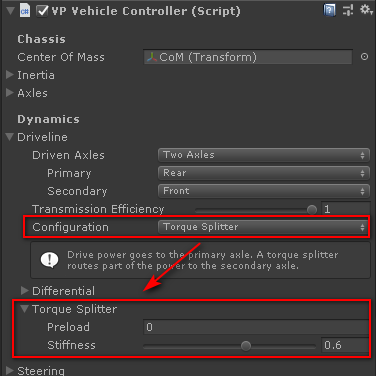 VP Vehicle Controller (Script)
Chassis
Center Of Mass CoM (Transform)
Inertia
Axles
Dynamics
Driveline
Driven Axles Two Axles
Primary Rear
Secondary Front
Transmission Efficiency 1
Configuration Torque Splitter
Drive power goes to the primary axle. A torque splitter
routes part of the power to the secondary axle.
Differential
Torque Splitter
Preload 0
Stiffness 0.6
Steering